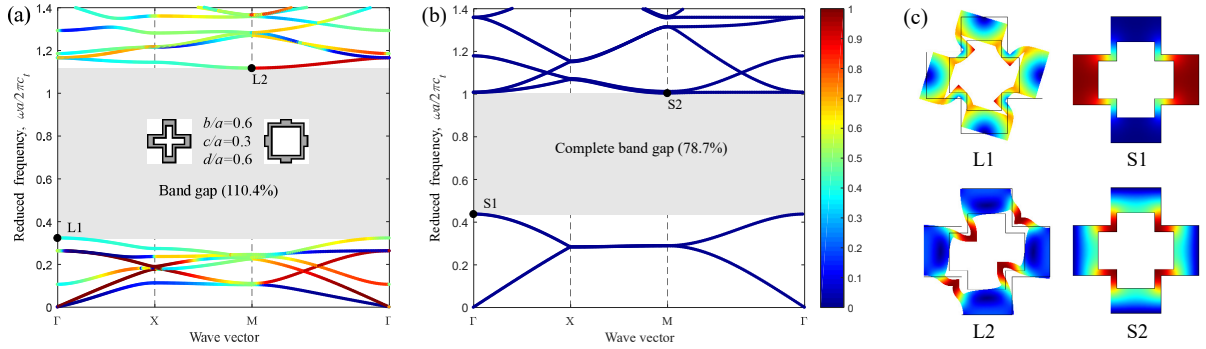 (a)
1.4
1.2
1
0.8
0.6
0.4
0.2
0
Reduced frequency, ωa/2πc_t
L2
b/a=0.6
c/a=0.3
d/a=0.6
Band gap (110.4%)
L1
Γ X M Γ
Wave vector
(b)
1.4
1.2
1
0.8
0.6
0.4
0.2
0
Reduced frequency, ωa/2πc_t
S2
Complete band gap (78.7%)
S1
Γ X M Γ
Wave vector
1
0.9
0.8
0.7
0.6
0.5
0.4
0.3
0.2
0.1
0
(c)
L1 S1
L2 S2